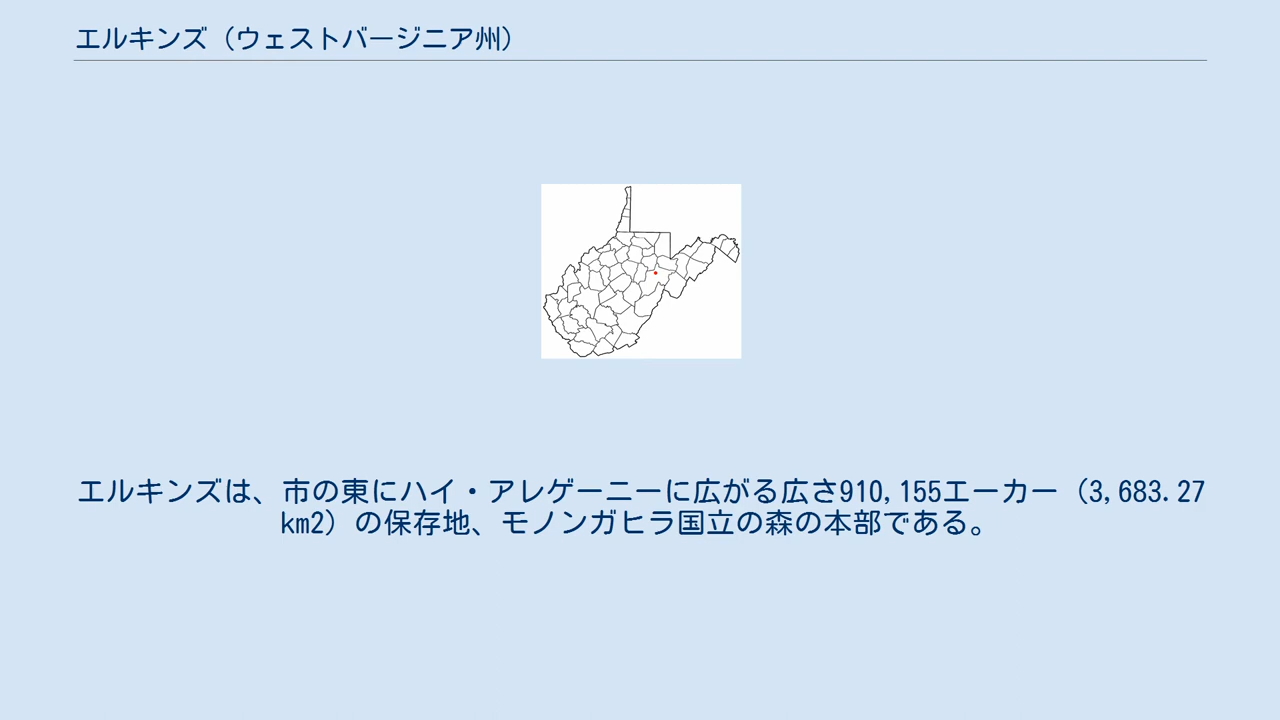 エルキンズ（ウェストバージニア州）
エルキンズは、市の東にハイ・アレゲーニーに広がる広さ910,155エーカー（3,683.27
km2）の保存地、モノンガヒラ国立の森の本部である。